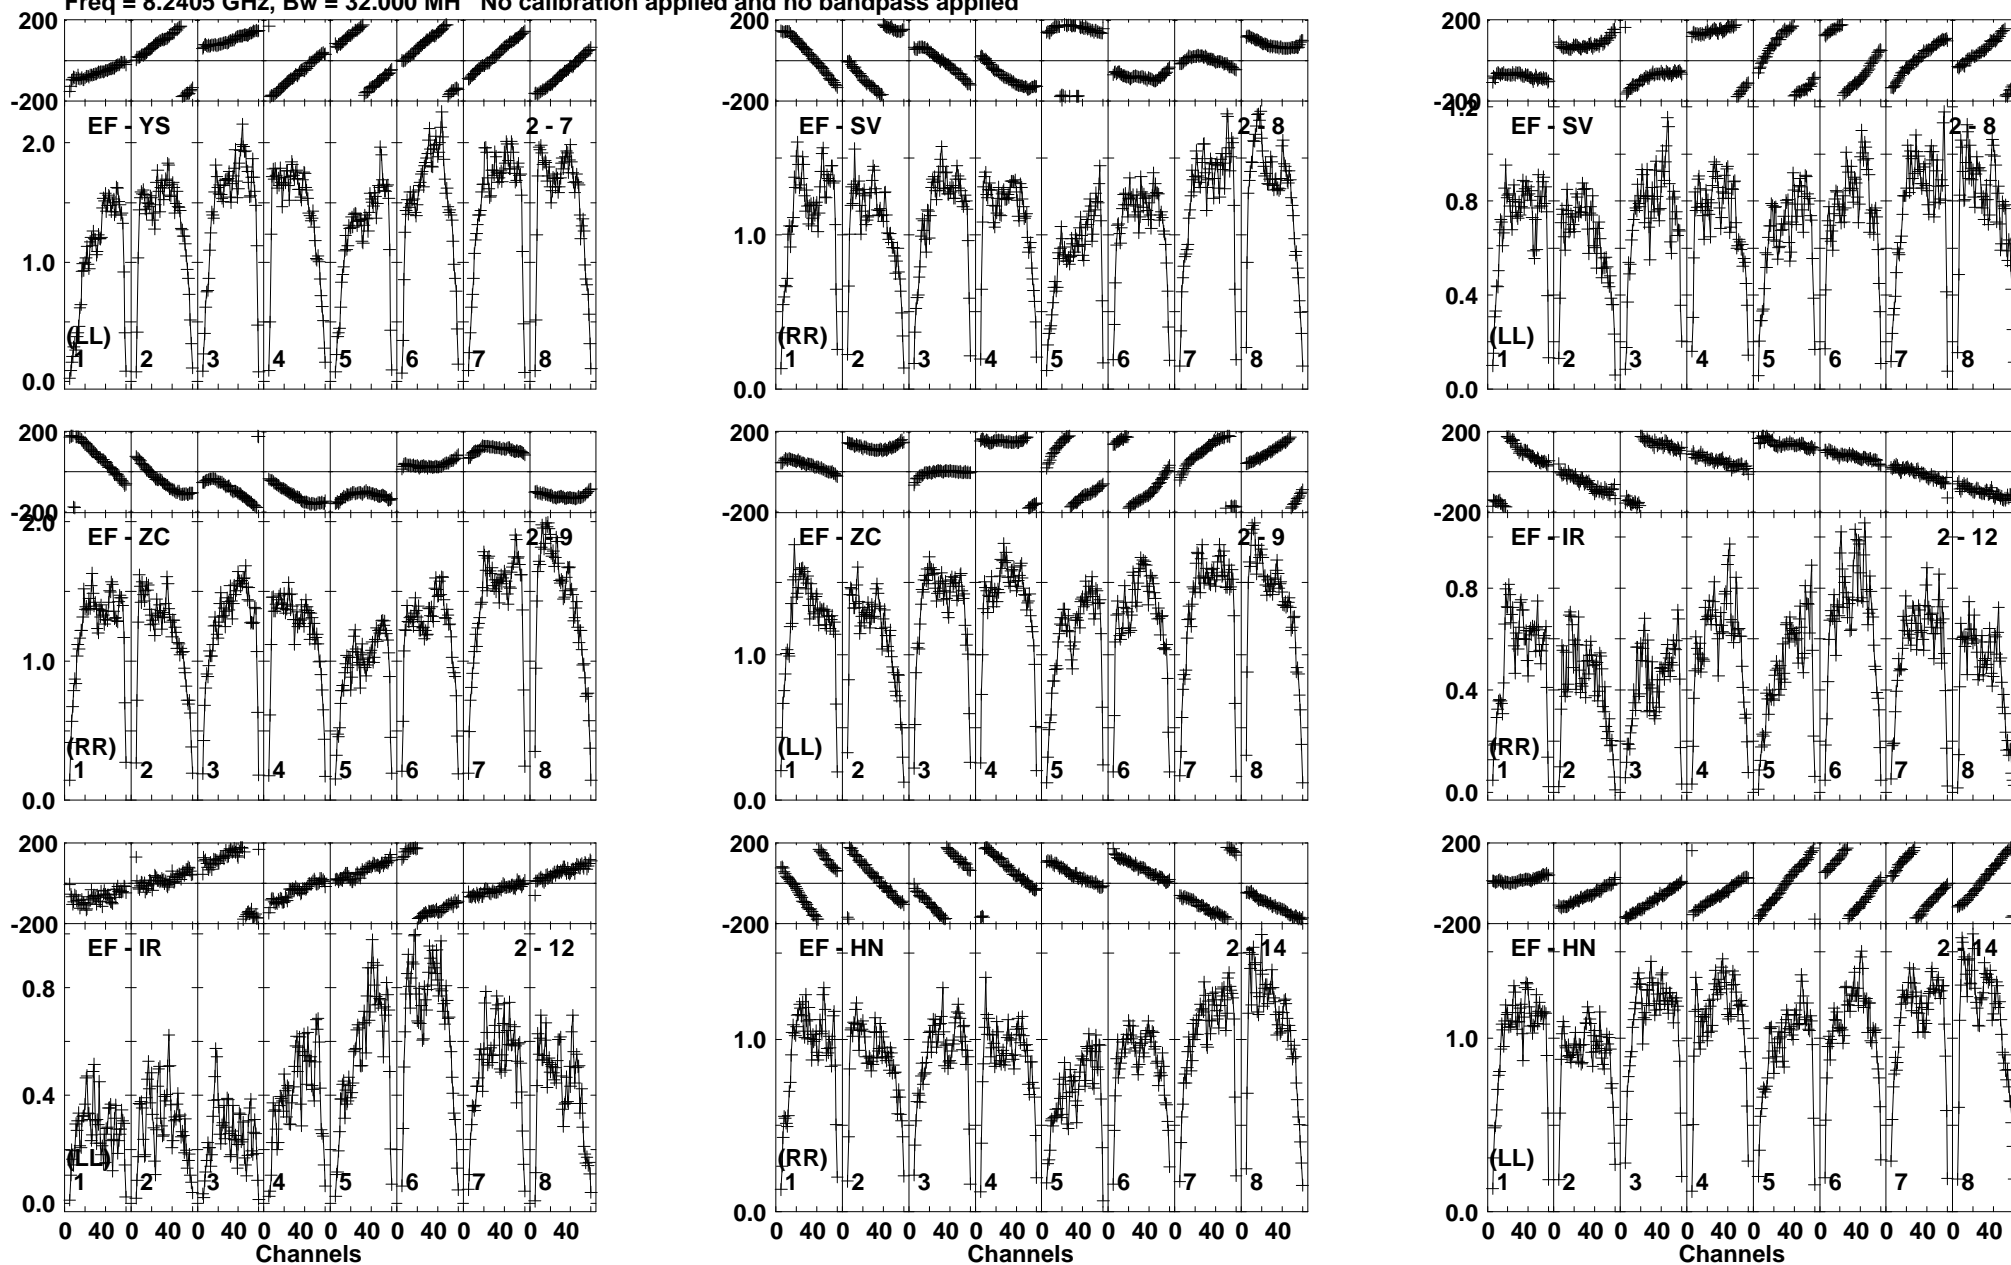 Freq = 8.2405 GHz, Bw = 32.000 MH No calibration applied and no bandpass applied
200 200 200
-200 -200 -200
EF - YS 2 - 7 EF - SV 2 - 8 EF - SV 2 - 8
2.0 1.2
1.0 1.0 0.8
0.4
(LL) (RR) (LL)
1 2 3 4 5 6 7 8 1 2 3 4 5 6 7 8 1 2 3 4 5 6 7 8
0.0 0.0 0.0
200 200 200
-200 -200 -200
2.0
EF - ZC 2 - 9 EF - ZC 2 - 9 EF - IR 2 - 12
0.8
1.0 1.0 0.4
(RR) (LL) (RR)
1 2 3 4 5 6 7 8 1 2 3 4 5 6 7 8 1 2 3 4 5 6 7 8
0.0 0.0 0.0
200 200 200
-200 -200 -200
EF - IR 2 - 12 EF - HN 2 - 14 EF - HN 2 - 14
0.8 1.0 1.0
0.4
(LL) (RR) (LL)
1 2 3 4 5 6 7 8 1 2 3 4 5 6 7 8 1 2 3 4 5 6 7 8
0.0 0.0 0.0
0 40 0 40 0 40 0 40 0 40 0 40 0 40 0 40 0 40 0 40 0 40 0 40 0 40 0 40 0 40 0 40 0 40 0 40 0 40 0 40 0 40 0 40 0 40 0 40
Channels Channels Channels